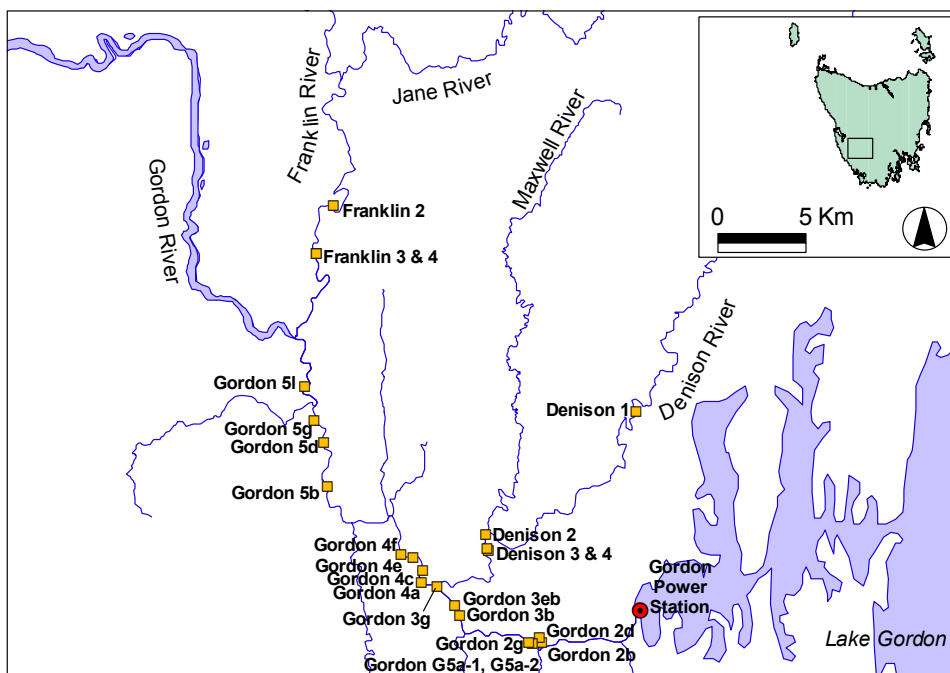 Franklin River
Jane River
Maxwell River
Gordon River
0 5 Km
Franklin 2
Franklin 3 & 4
Denison River
Gordon 5l
Denison 1
Gordon 5g
Gordon 5d
Gordon 5b
Denison 2
Gordon 4f
Denison 3 & 4
Gordon 4e
Gordon 4c
Gordon 4a
Gordon
Power
Station
Gordon 3eb
Gordon 3b
Gordon 3g
Gordon 2d
Gordon 2g
Gordon 2b
Lake Gordon
Gordon G5a-1, G5a-2